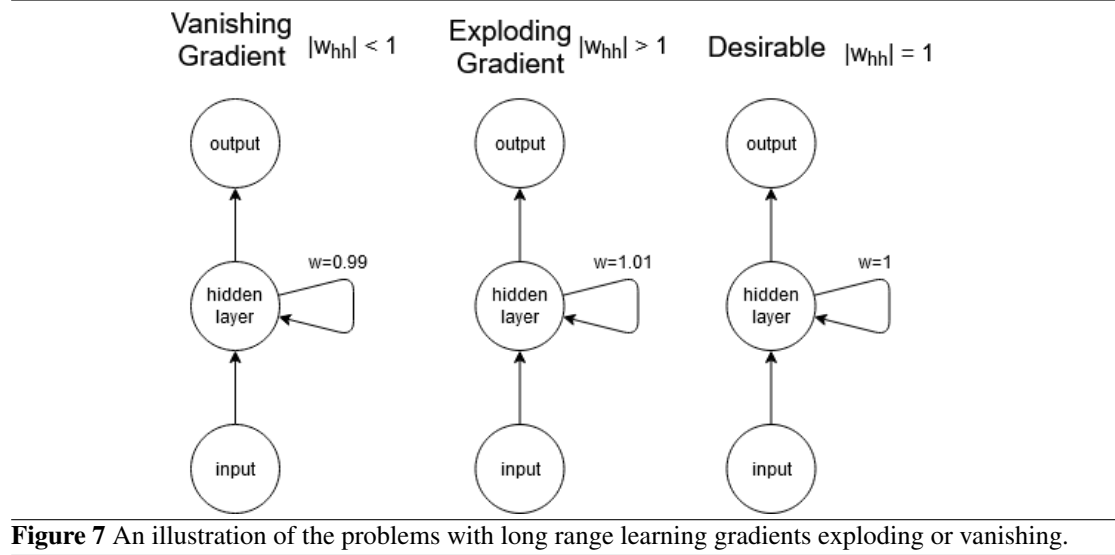 Vanishing
Gradient |w_hh| < 1
Exploding
Gradient |w_hh| > 1
Desirable |w_hh| = 1
output
output
output
w=0.99
w=1.01
w=1
hidden
layer
hidden
layer
hidden
layer
input
input
input
Figure 7 An illustration of the problems with long range learning gradients exploding or vanishing.